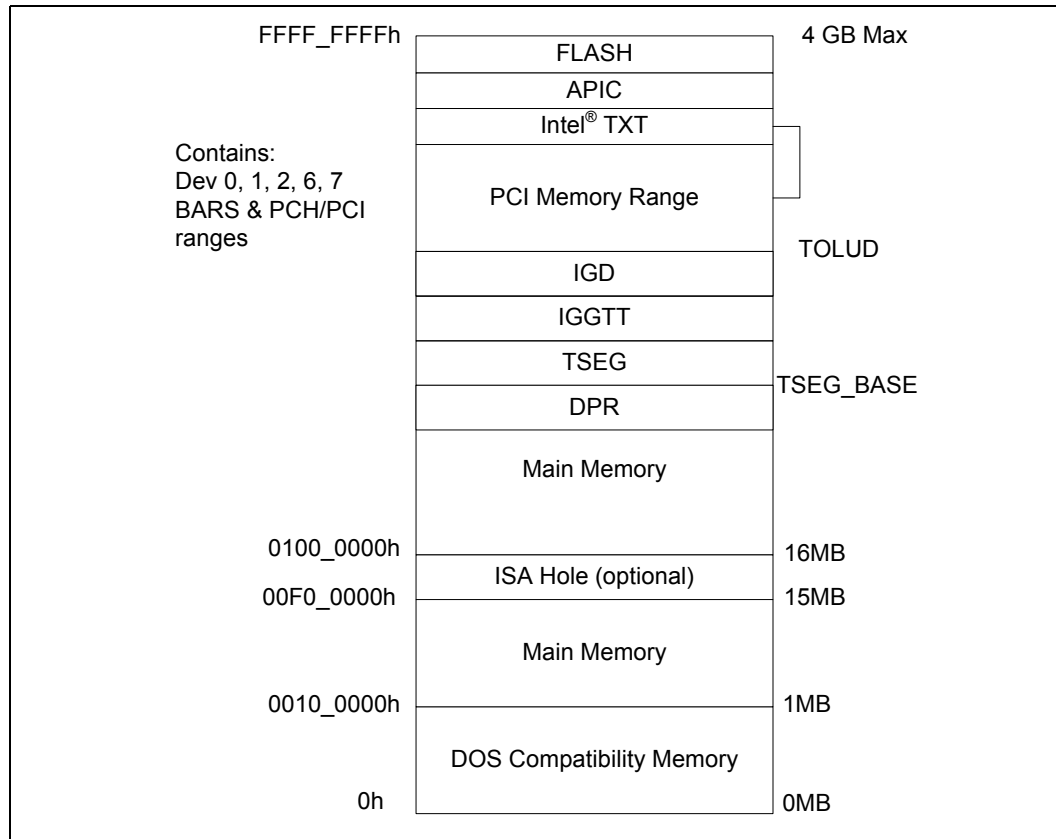 FFFF_FFFFh
4 GB Max
FLASH
APIC
Intel® TXT
Contains:
Dev 0, 1, 2, 6, 7
BARS & PCH/PCI
ranges
PCI Memory Range
TOLUD
IGD
IGGTT
TSEG
TSEG_BASE
DPR
Main Memory
0100_0000h
16MB
ISA Hole (optional)
00F0_0000h
15MB
Main Memory
0010_0000h
1MB
DOS Compatibility Memory
0h
0MB